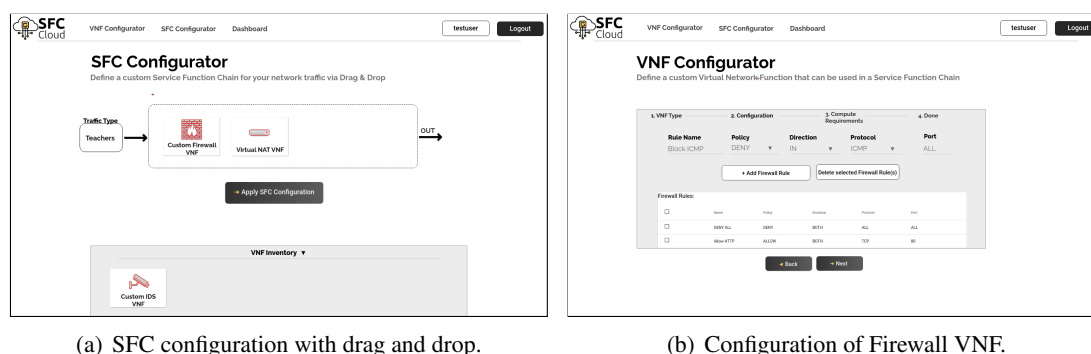 SFC
Cloud
VNF Configurator
SFC Configurator
Dashboard
testuser
Logout
SFC Configurator
Define a custom Service Function Chain for your network traffic via Drag & Drop
Traffic Type
Teachers
Custom Firewall
VNF
Virtual NAT VNF
OUT
→ Apply SFC Configuration
VNF Inventory ▼
Custom IDS
VNF
(a) SFC configuration with drag and drop.
SFC
Cloud
VNF Configurator
SFC Configurator
Dashboard
testuser
Logout
VNF Configurator
Define a custom Virtual Network Function that can be used in a Service Function Chain
1. VNF Type
2. Configuration
3. Compute
Requirements
4. Done
Rule Name Policy Direction Protocol Port
Block ICMP DENY ▼ IN ▼ ICMP ▼ ALL
+ Add Firewall Rule
Delete selected Firewall Rule(s)
Firewall Rules:
Name Policy Direction Protocol Port
DENY ALL DENY BOTH ALL ALL
Allow HTTP ALLOW BOTH TCP 80
Back
→ Next
(b) Configuration of Firewall VNF.